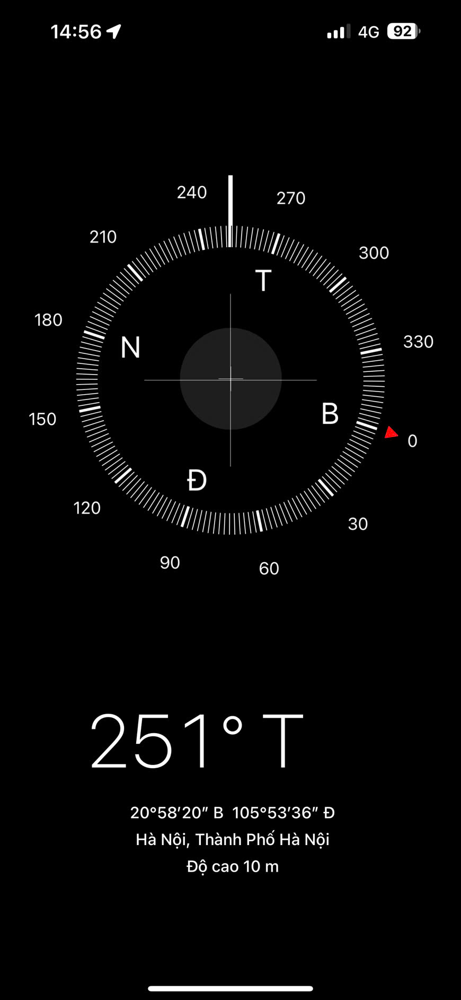 14:56 4G 92
240 270
210 300
T
180 330
N
B
150 0
Đ
120 30
90 60
251° T
20°58′20″ B 105°53′36″ Đ
Hà Nội, Thành Phố Hà Nội
Độ cao 10 m